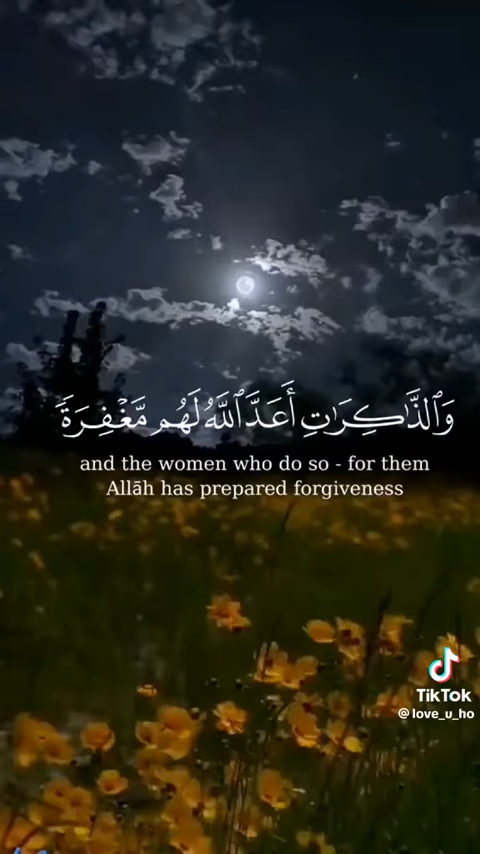 وَٱلذَّٰكِرَٰتِ أَعَدَّ ٱللَّهُ لَهُم مَّغۡفِرَةٗ
and the women who do so - for them
Allāh has prepared forgiveness
TikTok
@love_u_ho